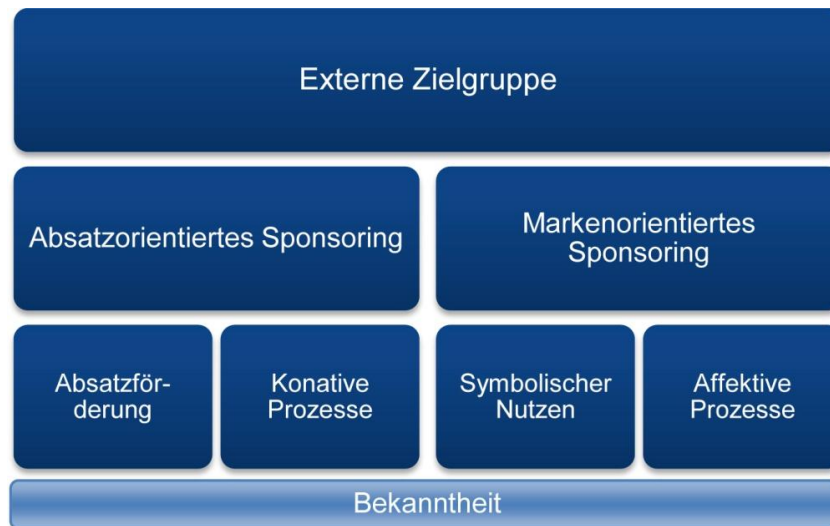 Externe Zielgruppe
Absatzorientiertes Sponsoring
Markenorientiertes
Sponsoring
Absatzför-
derung
Konative
Prozesse
Symbolischer
Nutzen
Affektive
Prozesse
Bekanntheit